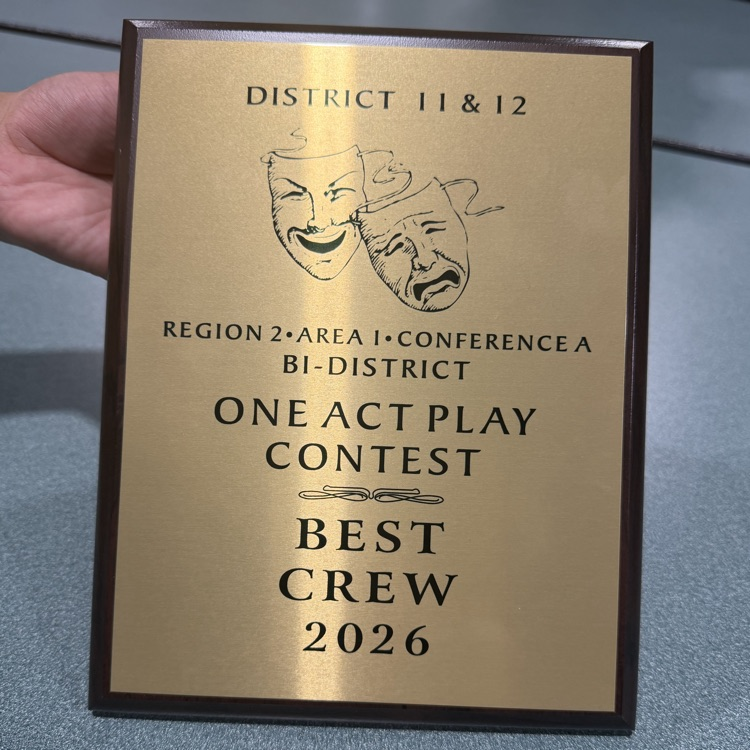 DISTRICT 11 & 12
REGION 2•AREA 1•CONFERENCE A
BI-DISTRICT
ONE ACT PLAY
CONTEST
BEST
CREW
2026